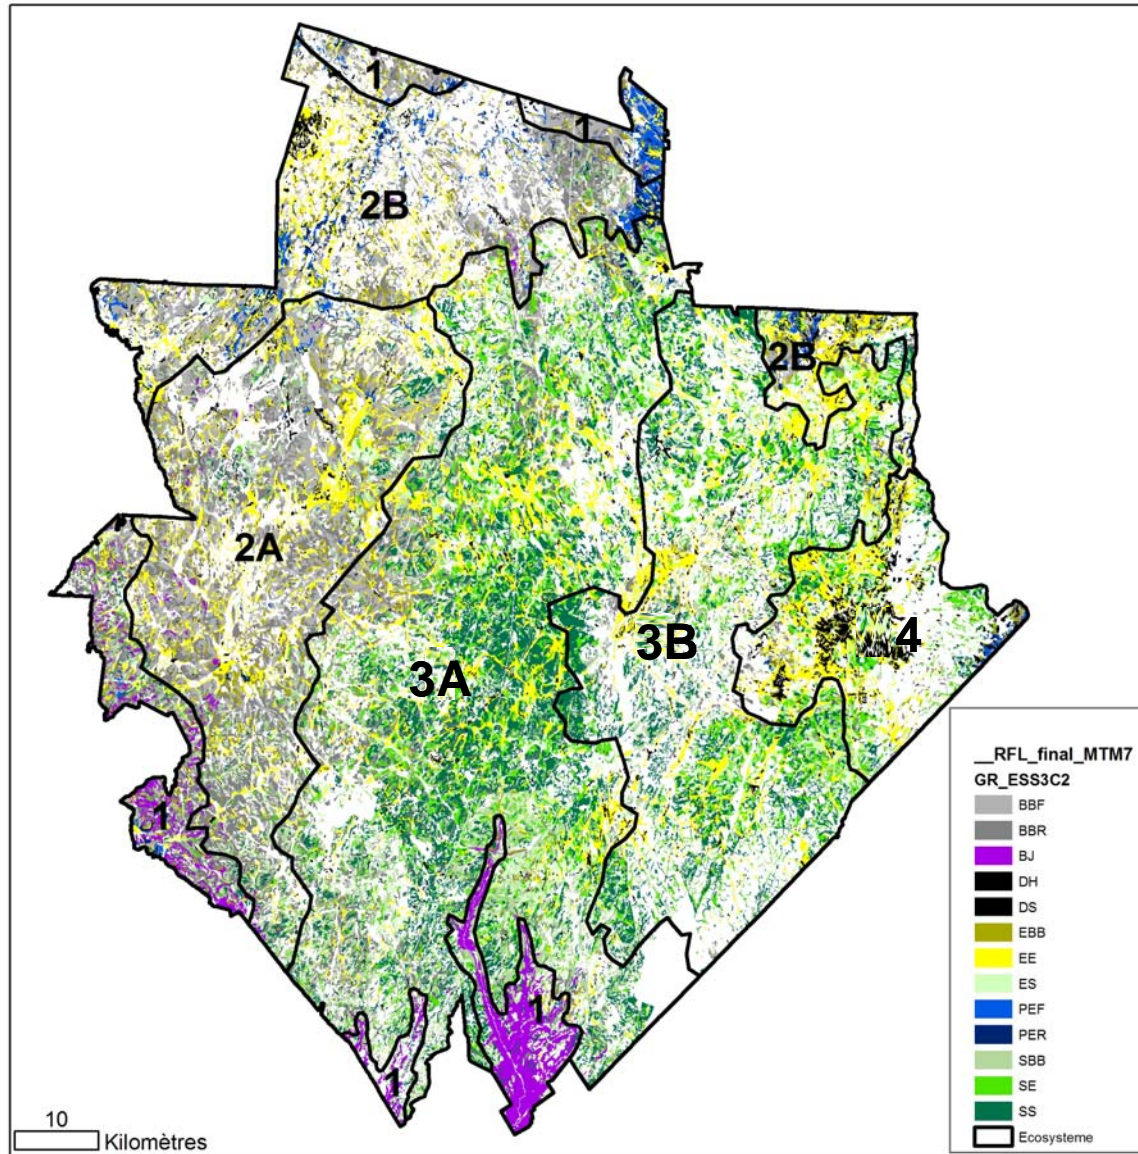 1
1
2B
2B
2A
3A
3B
4
1
1
1
__RFL_final_MTM7
GR_ESS3C2
BBF
BBR
BJ
DH
DS
EBB
EE
ES
PEF
PER
SBB
SE
SS
Ecosysteme
10
Kilomètres